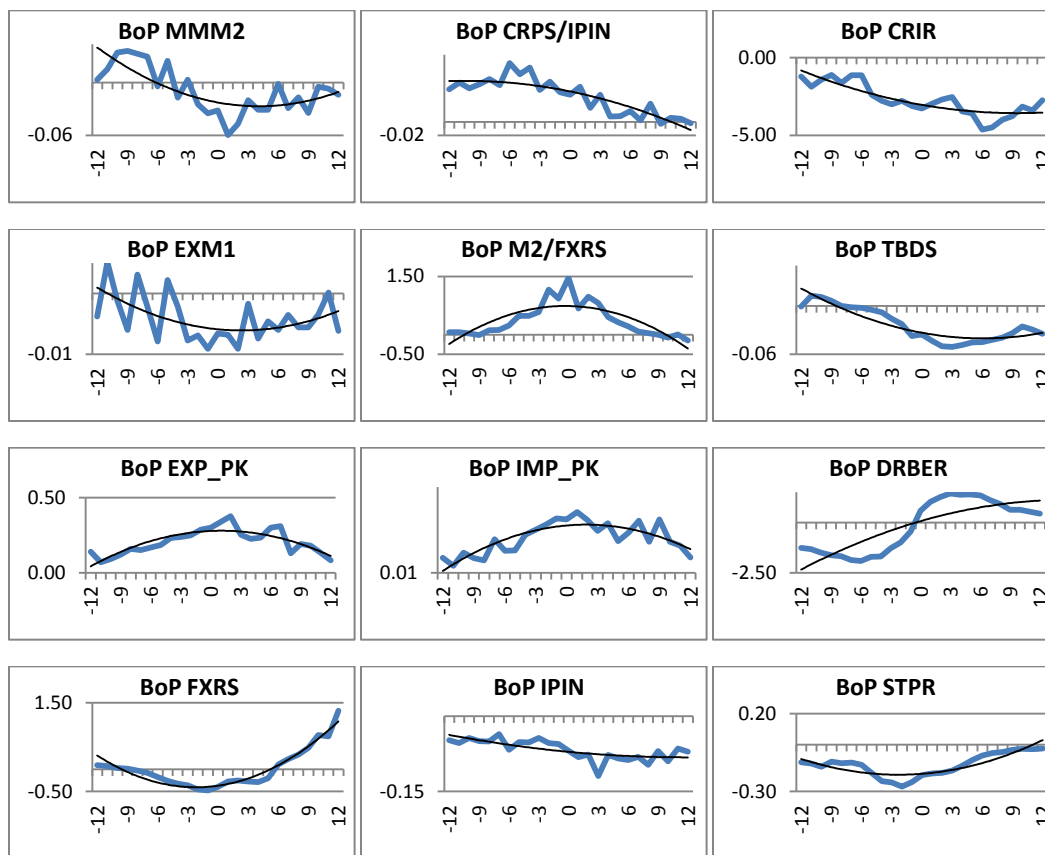 BoP MMM2
-0.06
-12 -9 -6 -3 0 3 6 9 12
BoP CRPS/IPIN
-0.02
-12 -9 -6 -3 0 3 6 9 12
BoP CRIR
0.00
-5.00
-12 -9 -6 -3 0 3 6 9 12
BoP EXM1
-0.01
-12 -9 -6 -3 0 3 6 9 12
BoP M2/FXRS
1.50
-0.50
-12 -9 -6 -3 0 3 6 9 12
BoP TBDS
-0.06
-12 -9 -6 -3 0 3 6 9 12
BoP EXP_PK
0.50
0.00
-12 -9 -6 -3 0 3 6 9 12
BoP IMP_PK
0.01
-12 -9 -6 -3 0 3 6 9 12
BoP DRBER
-2.50
-12 -9 -6 -3 0 3 6 9 12
BoP FXRS
1.50
-0.50
-12 -9 -6 -3 0 3 6 9 12
BoP IPIN
-0.15
-12 -9 -6 -3 0 3 6 9 12
BoP STPR
0.20
-0.30
-12 -9 -6 -3 0 3 6 9 12